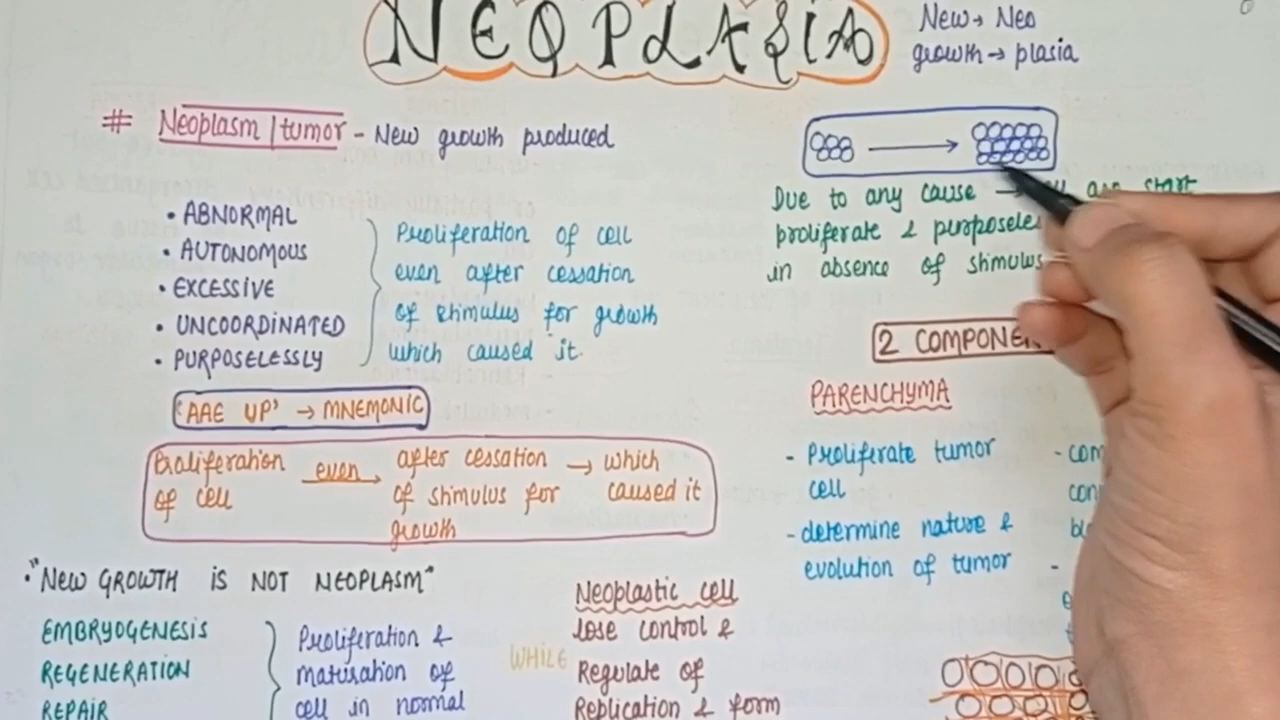 NEOPLASIA
New → Neo
growth → plasia
# Neoplasm / tumor - New growth produced
• ABNORMAL
• AUTONOMOUS
• EXCESSIVE
• UNCOORDINATED
• PURPOSELESSLY
Proliferation of cell
even after cessation
of stimulus for growth
which caused it.
'AAE UP' → MNEMONIC
Proliferation of cell even → after cessation of stimulus for growth → which caused it
Due to any cause → are start
proliferate &
in absence of stimulus
2
PARENCHYMA
- Proliferate tumor
cell
- determine nature &
evolution of tumor
• "NEW GROWTH IS NOT NEOPLASM"
EMBRYOGENESIS
REGENERATION
REPAIR
Proliferation &
maturation of
cell in normal
WHILE
Neoplastic cell
lose control &
Regulate of
Replication & form